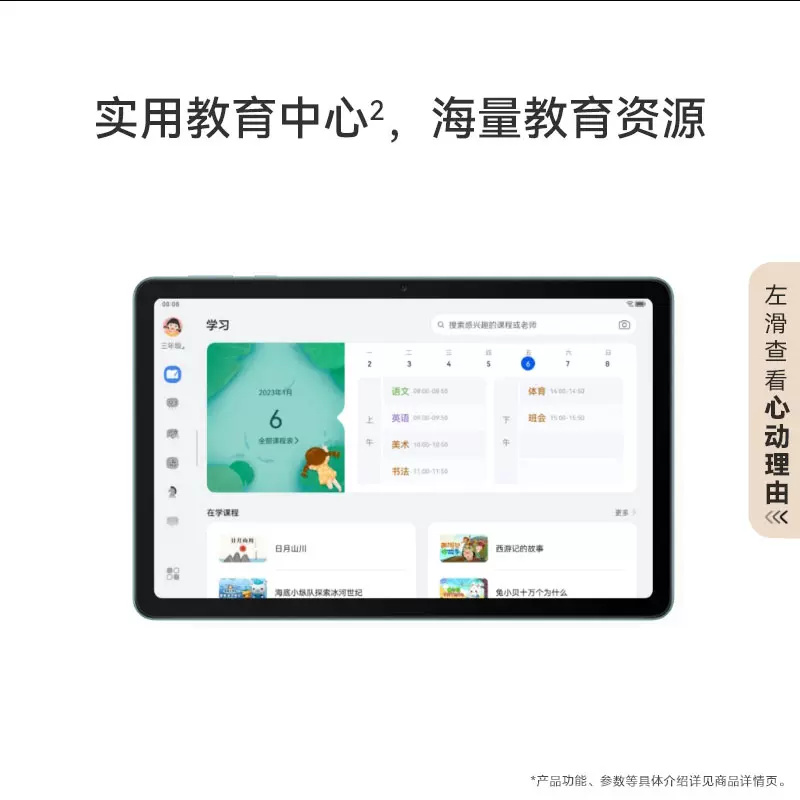 实用教育中心2，海量教育资源
08:08
学习
搜索感兴趣的课程或老师
三年级
一 二 三 四 五 六 日
2 3 4 5 6 7 8
2023年1月
6
全部课程表
上午
语文 08:00-08:50
英语 09:00-09:50
美术 10:00-10:50
书法 11:00-11:50
下午
体育 14:00-14:50
班会 15:00-15:50
在学课程
更多
日月山川
日月山川
西游记的故事
海底小纵队探索冰河世纪
兔小贝十万个为什么
左滑查看心动理由
*产品功能、参数等具体介绍详见商品详情页。